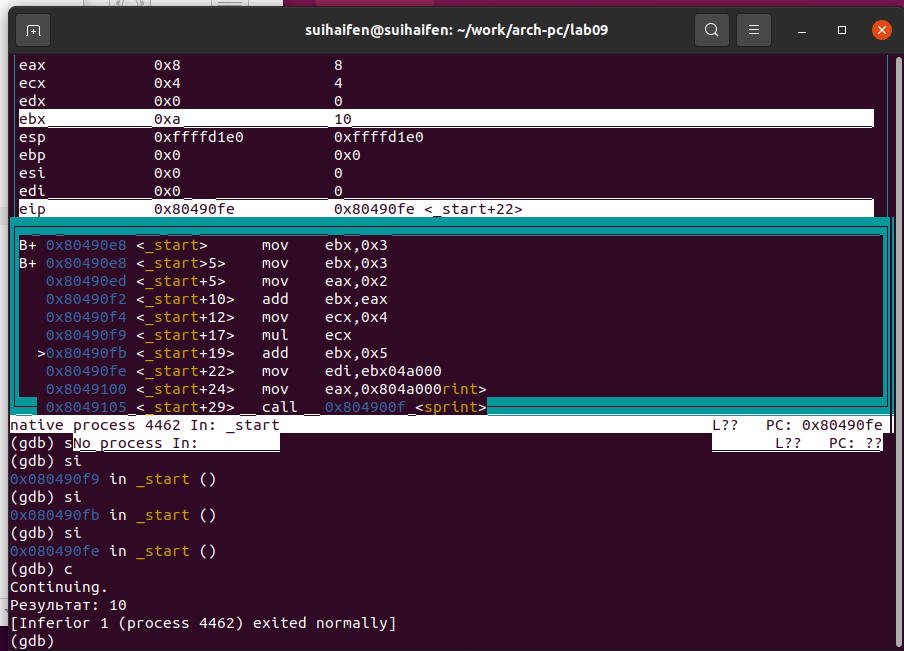 suihaifen@suihaifen: ~/work/arch-pc/lab09
eax 0x8 8
ecx 0x4 4
edx 0x0 0
ebx 0xa 10
esp 0xffffd1e0 0xffffd1e0
ebp 0x0 0x0
esi 0x0 0
edi 0x0 0
eip 0x80490fe 0x80490fe <_start+22>
B+ 0x80490e8 <_start> mov ebx,0x3
B+ 0x80490e8 <_start>5> mov ebx,0x3
0x80490ed <_start+5> mov eax,0x2
0x80490f2 <_start+10> add ebx,eax
0x80490f4 <_start+12> mov ecx,0x4
0x80490f9 <_start+17> mul ecx
>0x80490fb <_start+19> add ebx,0x5
0x80490fe <_start+22> mov edi,ebx04a000
0x8049100 <_start+24> mov eax,0x804a000rint>
0x8049105 <_start+29> call 0x804900f <sprint>
native process 4462 In: _start L?? PC: 0x80490fe
(gdb) sNo process In: L?? PC: ??
(gdb) si
0x080490f9 in _start ()
(gdb) si
0x080490fb in _start ()
(gdb) si
0x080490fe in _start ()
(gdb) c
Continuing.
Результат: 10
[Inferior 1 (process 4462) exited normally]
(gdb)